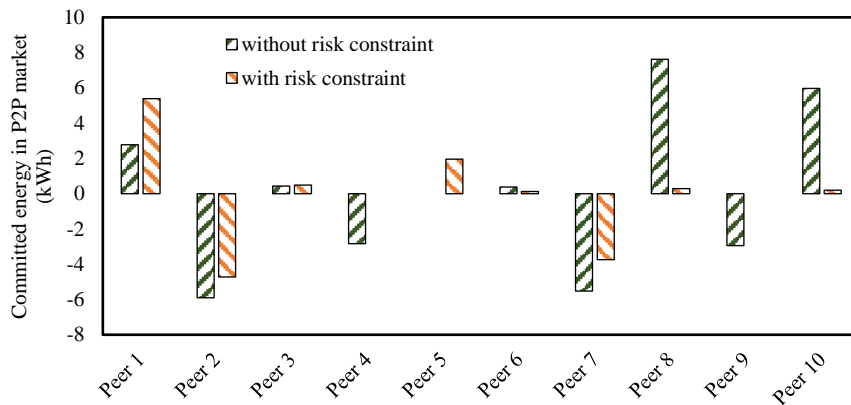 Committed energy in P2P market
(kWh)
10
8
6
4
2
0
-2
-4
-6
-8
without risk constraint
with risk constraint
Peer 1
Peer 2
Peer 3
Peer 4
Peer 5
Peer 6
Peer 7
Peer 8
Peer 9
Peer 10